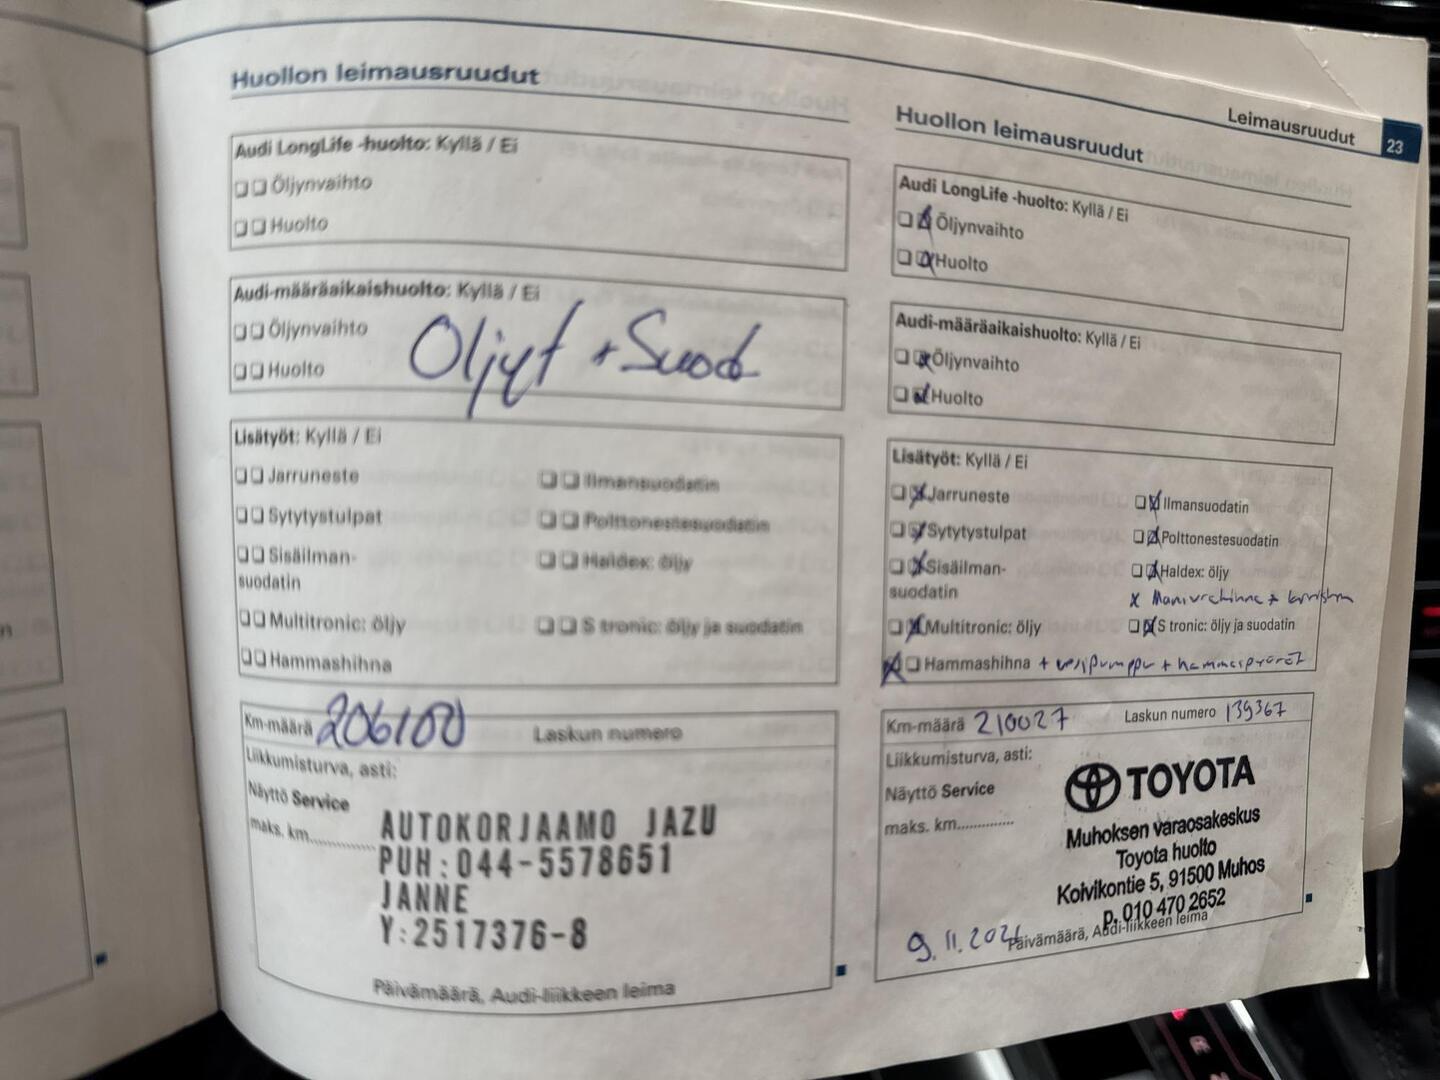 Leimausruudut 23
Huollon leimausruudut
Audi LongLife -huolto: Kyllä / Ei
Öljynvaihto
Huolto
Audi-määräaikaishuolto: Kyllä / Ei
Öljynvaihto
Huolto
Öljyt + Suod
Lisätyöt: Kyllä / Ei
Jarruneste
Ilmansuodatin
Sytytystulpat
Polttonestesuodatin
Sisäilman-
suodatin
Haldex: öljy
Multitronic: öljy
S tronic: öljy ja suodatin
Hammashihna
Km-määrä 206100 Laskun numero
Liikkumisturva, asti:
Näyttö Service
maks. km..............
AUTOKORJAAMO JAZU
PUH:044-5578651
JANNE
Y:2517376-8
Päivämäärä, Audi-liikkeen leima
Huollon leimausruudut
Audi LongLife -huolto: Kyllä / Ei
Öljynvaihto
Huolto
Audi-määräaikaishuolto: Kyllä / Ei
Öljynvaihto
Huolto
Lisätyöt: Kyllä / Ei
Jarruneste
Ilmansuodatin
Sytytystulpat
Polttonestesuodatin
Sisäilman-
suodatin
Haldex: öljy
x +
Multitronic: öljy
S tronic: öljy ja suodatin
Hammashihna + vesipumppu +
Km-määrä 210027 Laskun numero 139367
Liikkumisturva, asti:
Näyttö Service
maks. km.............
TOYOTA
Muhoksen varaosakeskus
Toyota huolto
Koivikontie 5, 91500 Muhos
p. 010 470 2652
9.11.2021
Päivämäärä, Audi-liikkeen leima